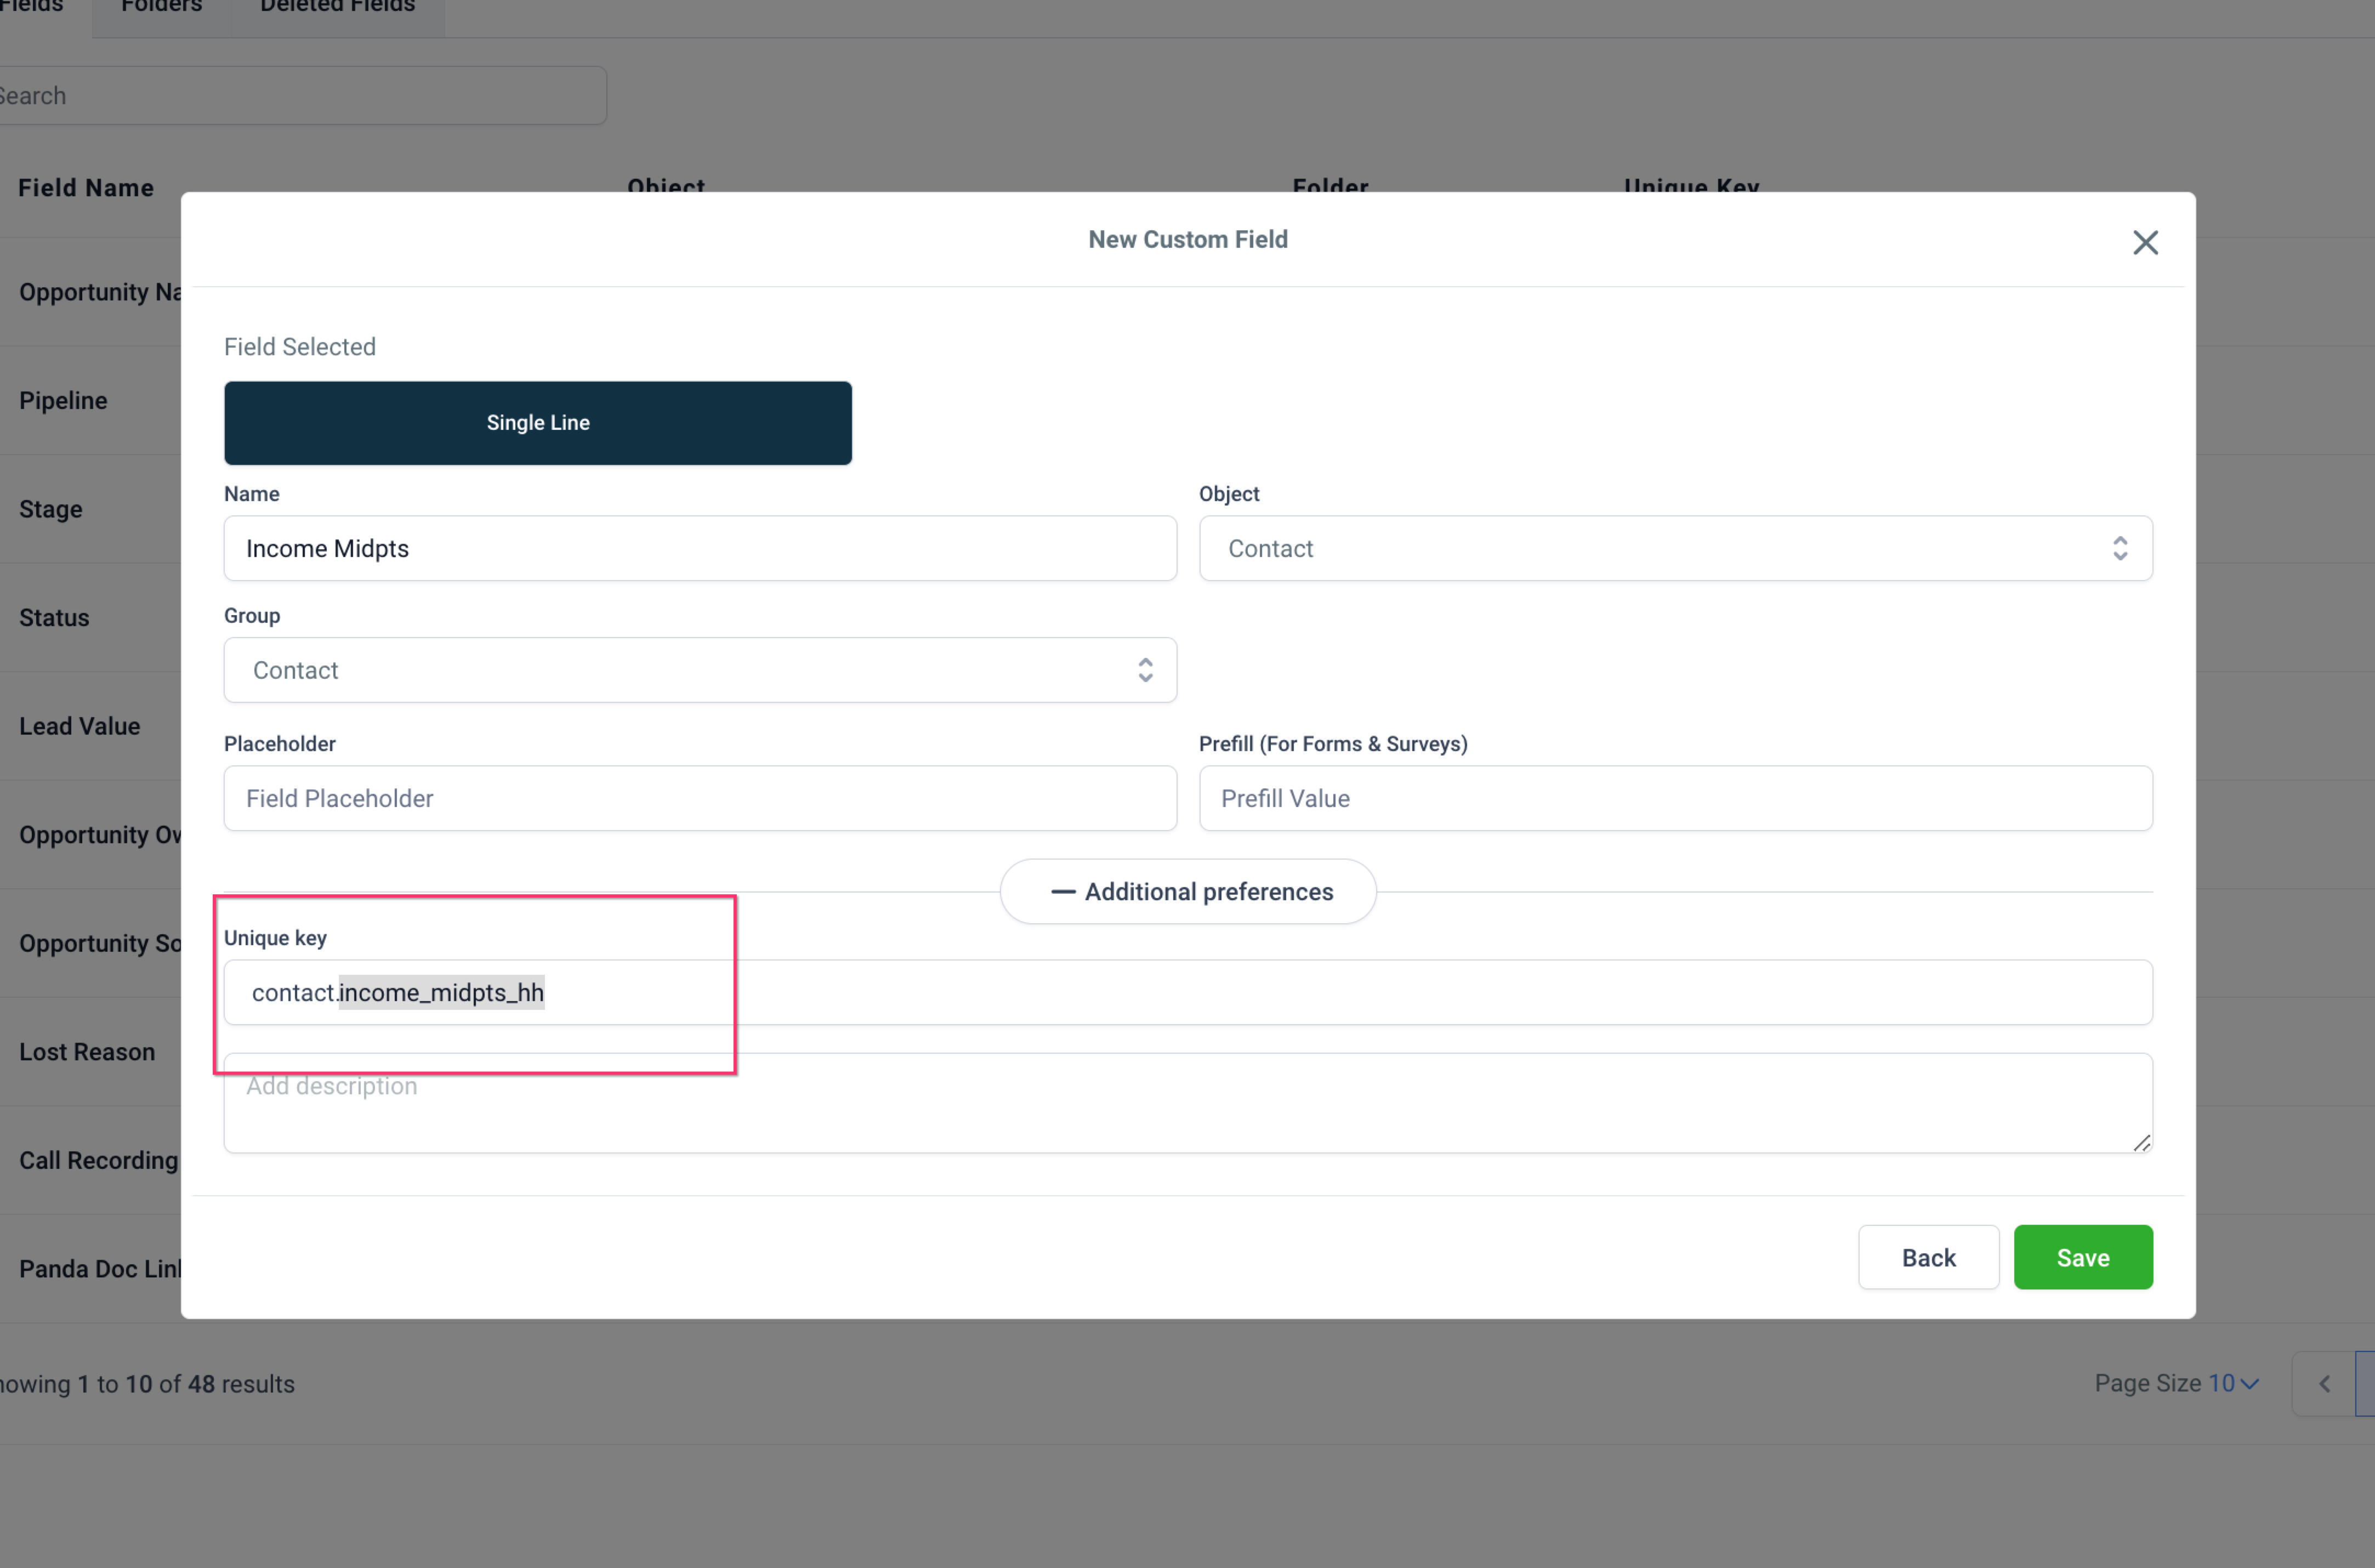 Fields Folders Deleted Fields
Search
Field Name Object Folder Unique Key
New Custom Field
Opportunity Na
Field Selected
Pipeline
Single Line
Name Object
Stage
Income Midpts Contact
Group
Status
Contact
Lead Value
Placeholder Prefill (For Forms & Surveys)
Field Placeholder Prefill Value
Opportunity Ow
Additional preferences
Unique key
Opportunity So
contact.income_midpts_hh
Lost Reason
Add description
Call Recording
Back Save
Panda Doc Link
howing 1 to 10 of 48 results Page Size 10